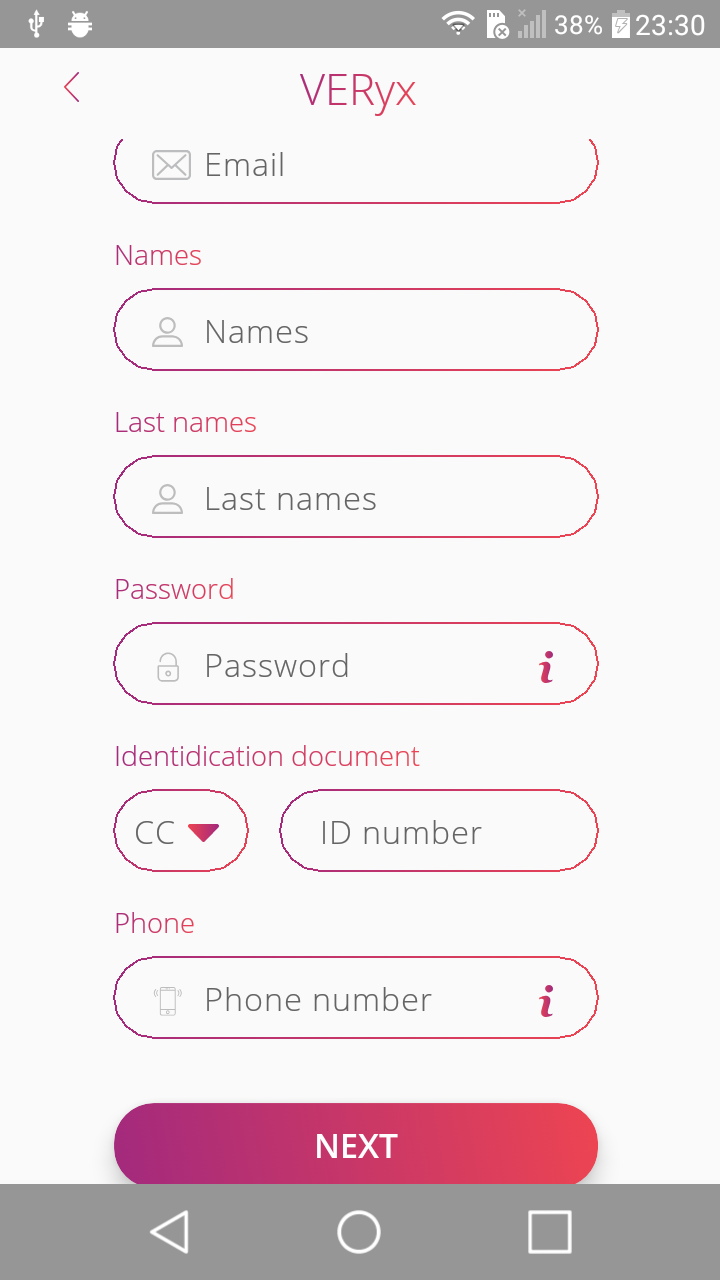 38% 23:30
VERyx
Email
Names
Names
Last names
Last names
Password
Password
Identidication document
CC ID number
Phone
Phone number
NEXT